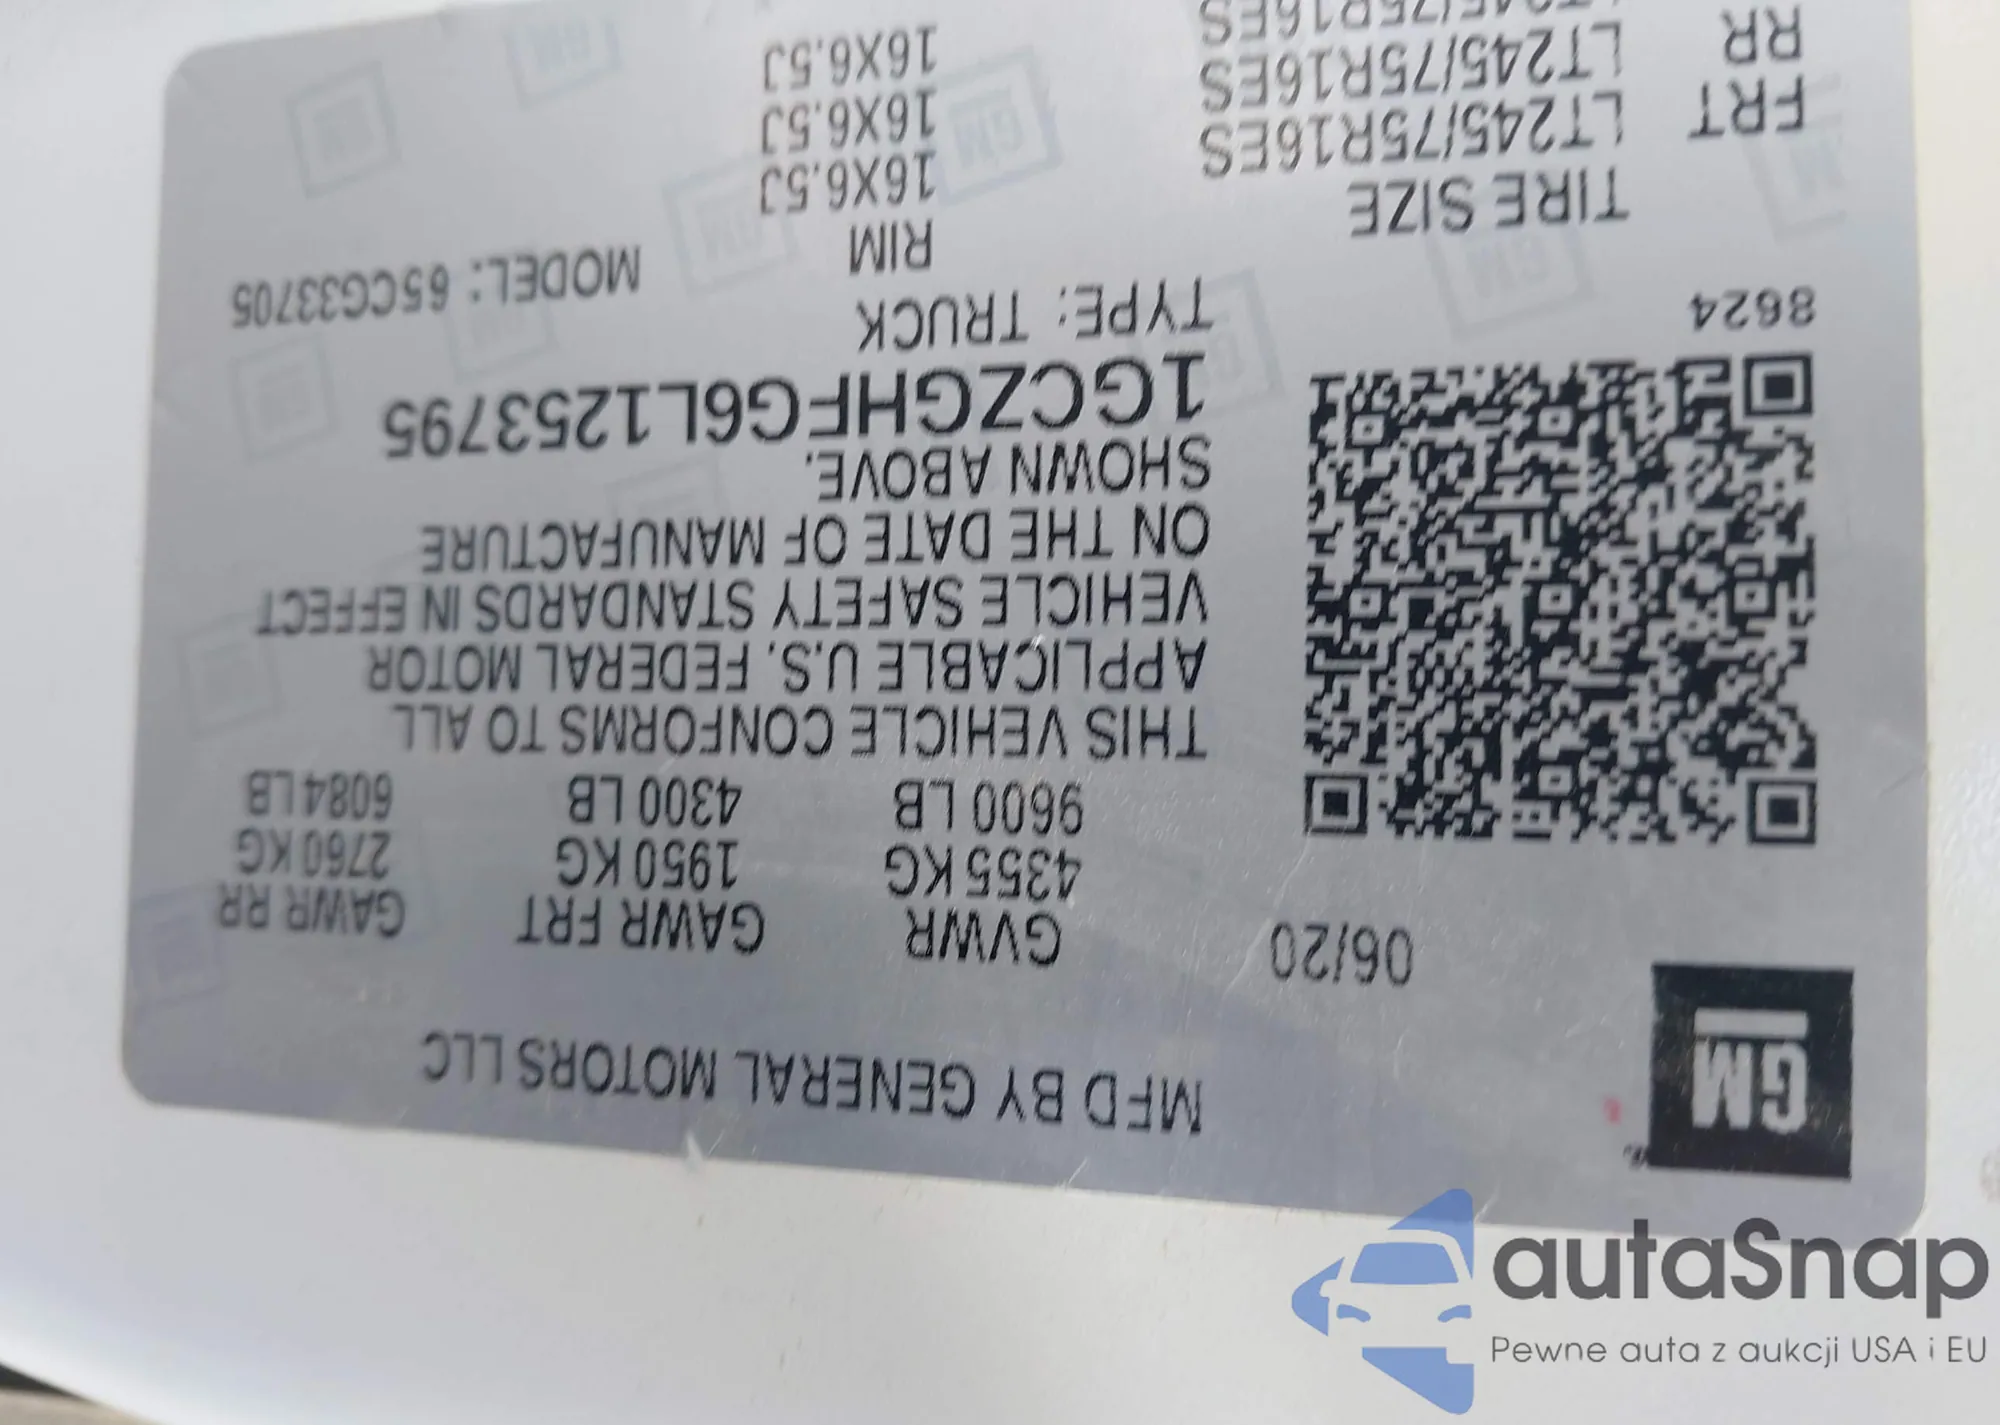 GM
MFD BY GENERAL MOTORS LLC
06/20
GVWR GAWR FRT GAWR RR
4355 KG 1950 KG 2760 KG
9600 LB 4300 LB 6084 LB
THIS VEHICLE CONFORMS TO ALL
APPLICABLE U.S. FEDERAL MOTOR
VEHICLE SAFETY STANDARDS IN EFFECT
ON THE DATE OF MANUFACTURE
SHOWN ABOVE.
1GCZGHFG6L1253795
8624 TYPE: TRUCK MODEL: 65CG33705
TIRE SIZE RIM
FRT LT245/75R16ES 16X6.5J
RR LT245/75R16ES 16X6.5J
LT245/75R16ES 16X6.5J
autaSnap
Pewne auta z aukcji USA i EU